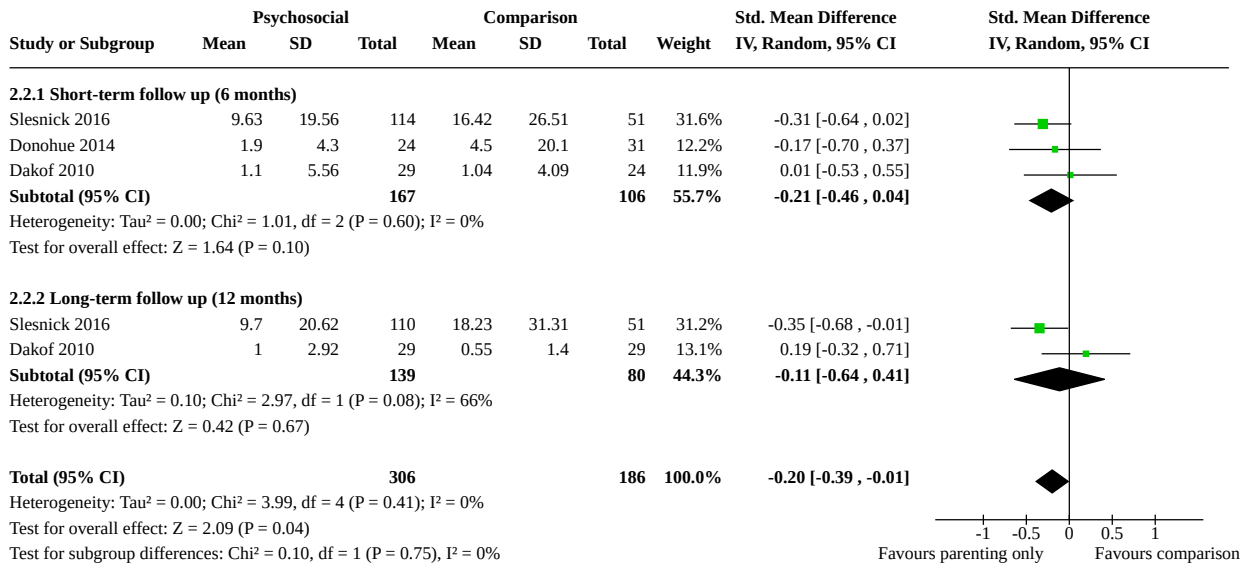 Psychosocial Comparison Std. Mean Difference Std. Mean Difference
Study or Subgroup Mean SD Total Mean SD Total Weight IV, Random, 95% CI IV, Random, 95% CI
2.2.1 Short-term follow up (6 months)
Slesnick 2016 9.63 19.56 114 16.42 26.51 51 31.6% -0.31 [-0.64 , 0.02]
Donohue 2014 1.9 4.3 24 4.5 20.1 31 12.2% -0.17 [-0.70 , 0.37]
Dakof 2010 1.1 5.56 29 1.04 4.09 24 11.9% 0.01 [-0.53 , 0.55]
Subtotal (95% CI) 167 106 55.7% -0.21 [-0.46 , 0.04]
Heterogeneity: Tau² = 0.00; Chi² = 1.01, df = 2 (P = 0.60); I² = 0%
Test for overall effect: Z = 1.64 (P = 0.10)
2.2.2 Long-term follow up (12 months)
Slesnick 2016 9.7 20.62 110 18.23 31.31 51 31.2% -0.35 [-0.68 , -0.01]
Dakof 2010 1 2.92 29 0.55 1.4 29 13.1% 0.19 [-0.32 , 0.71]
Subtotal (95% CI) 139 80 44.3% -0.11 [-0.64 , 0.41]
Heterogeneity: Tau² = 0.10; Chi² = 2.97, df = 1 (P = 0.08); I² = 66%
Test for overall effect: Z = 0.42 (P = 0.67)
Total (95% CI) 306 186 100.0% -0.20 [-0.39 , -0.01]
Heterogeneity: Tau² = 0.00; Chi² = 3.99, df = 4 (P = 0.41); I² = 0%
Test for overall effect: Z = 2.09 (P = 0.04)
-1 -0.5 0 0.5 1
Test for subgroup differences: Chi² = 0.10, df = 1 (P = 0.75), I² = 0%
Favours parenting only Favours comparison